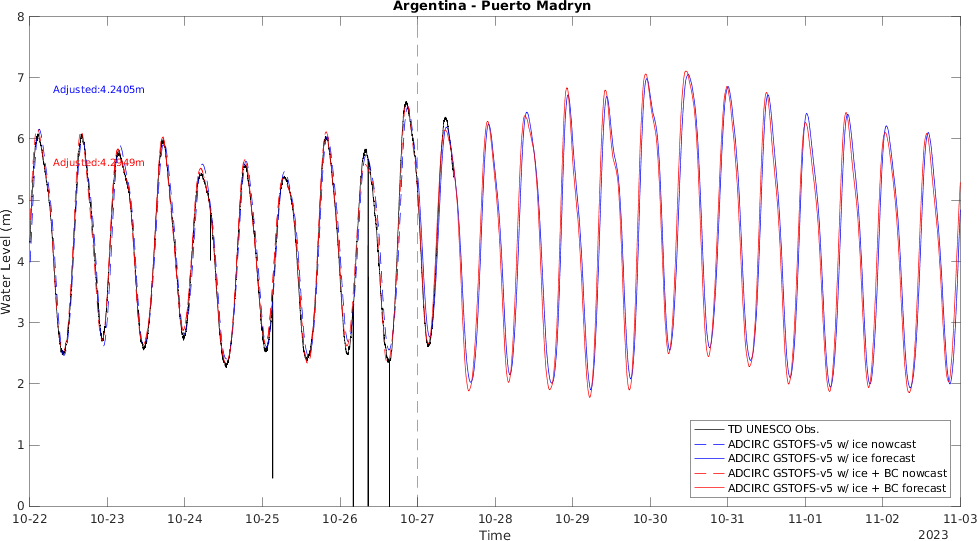 Argentina - Puerto Madryn
8
7
6
5
4
3
2
1
0
Water Level (m)
Adjusted:4.2405m
Adjusted:4.2949m
TD UNESCO Obs.
ADCIRC GSTOFS-v5 w/ ice nowcast
ADCIRC GSTOFS-v5 w/ ice forecast
ADCIRC GSTOFS-v5 w/ ice + BC nowcast
ADCIRC GSTOFS-v5 w/ ice + BC forecast
10-22 10-23 10-24 10-25 10-26 10-27 10-28 10-29 10-30 10-31 11-01 11-02 11-03
Time
2023